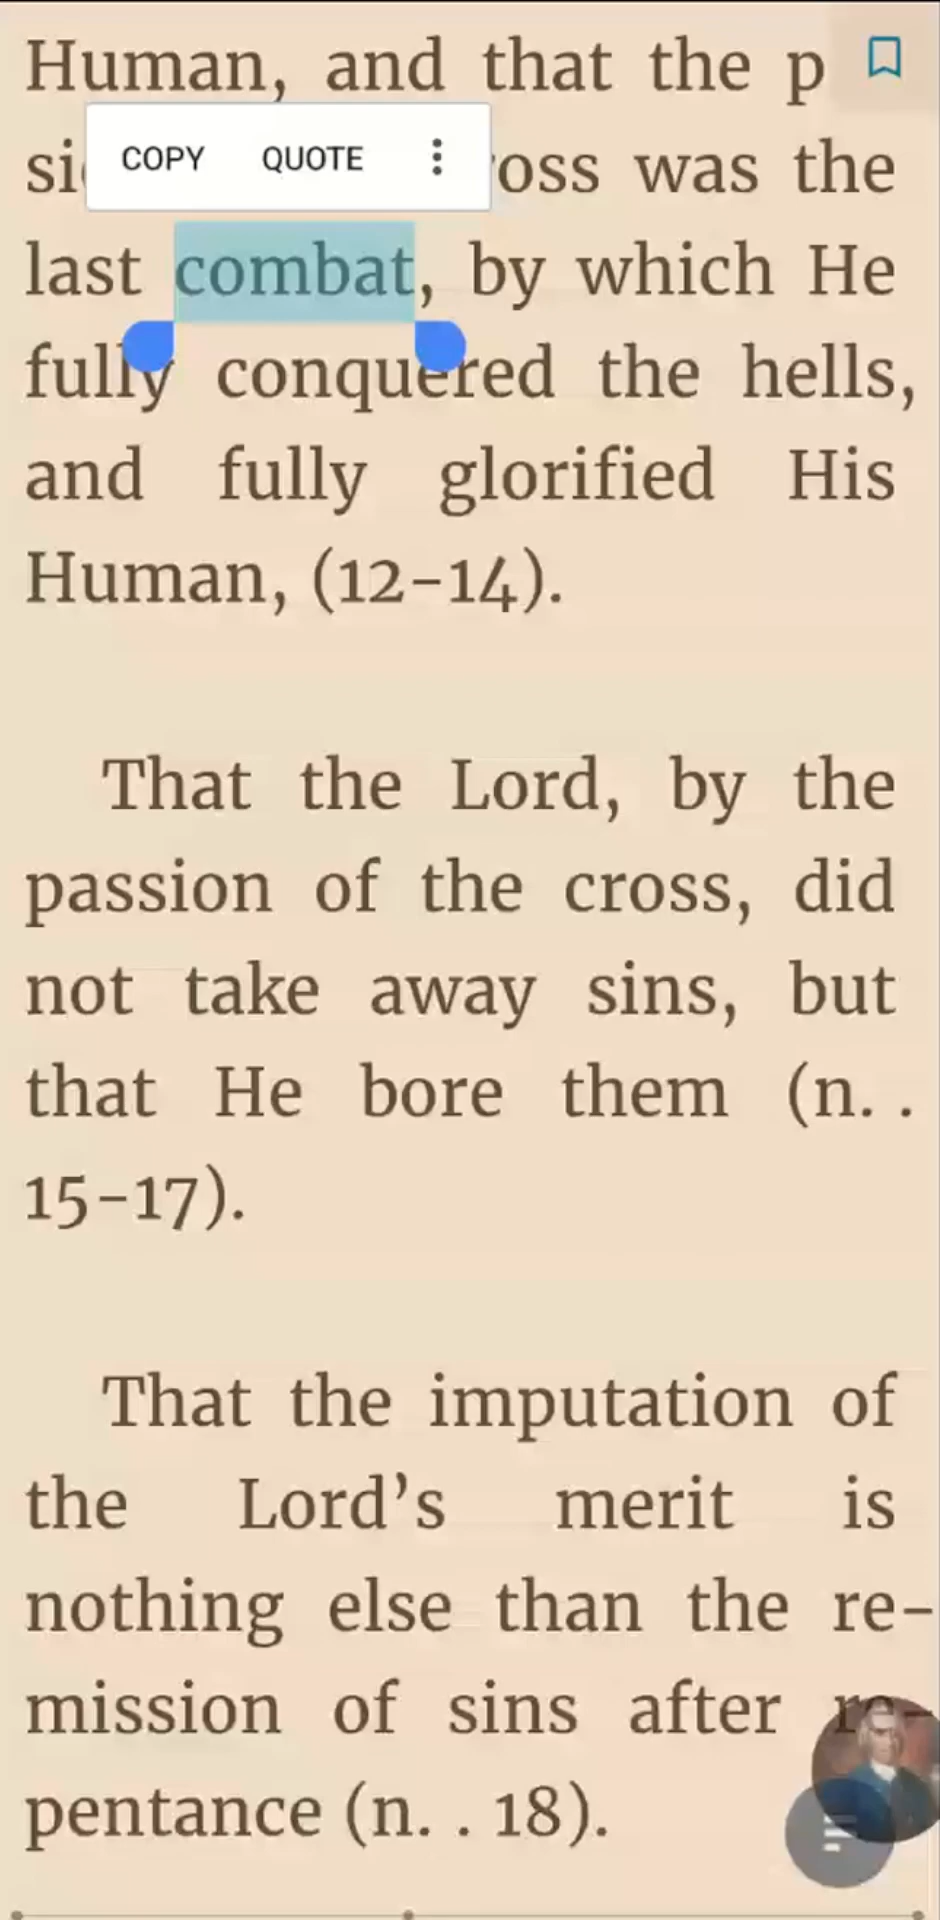 Human, and that the p
COPY QUOTE
was the
last combat, by which He
fully conquered the hells,
and fully glorified His
Human, (12-14).
That the Lord, by the
passion of the cross, did
not take away sins, but
that He bore them (n. .
15-17).
That the imputation of
the Lord’s merit is
nothing else than the re-
mission of sins after re-
pentance (n. . 18).